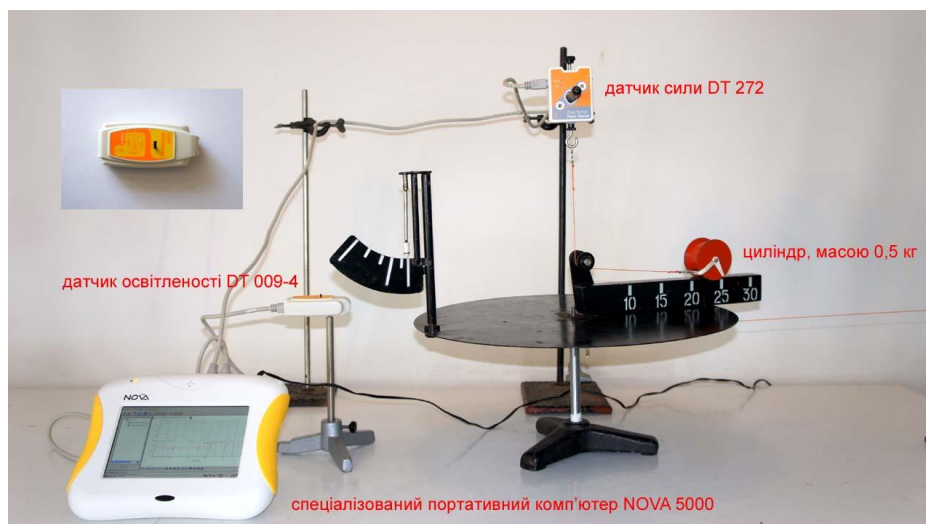 датчик сили DT 272
циліндр, масою 0,5 кг
датчик освітленості DT 009-4
10 15 20 25 30
NOVA
спеціалізований портативний комп'ютер NOVA 5000